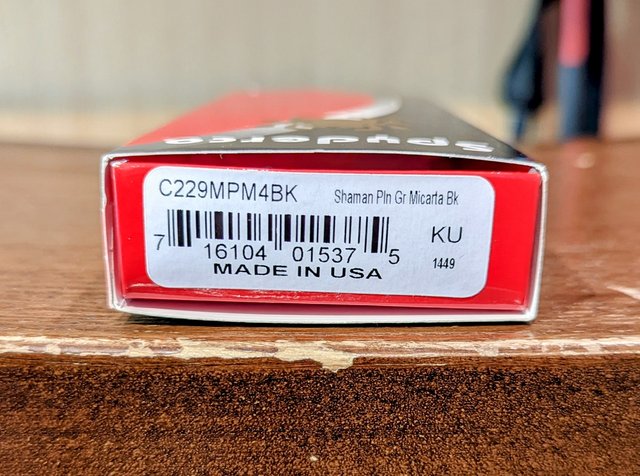 Spyderco
C229MPM4BK Shaman Pln Gr Micarta Bk
7 16104 01537 5 KU
MADE IN USA 1449